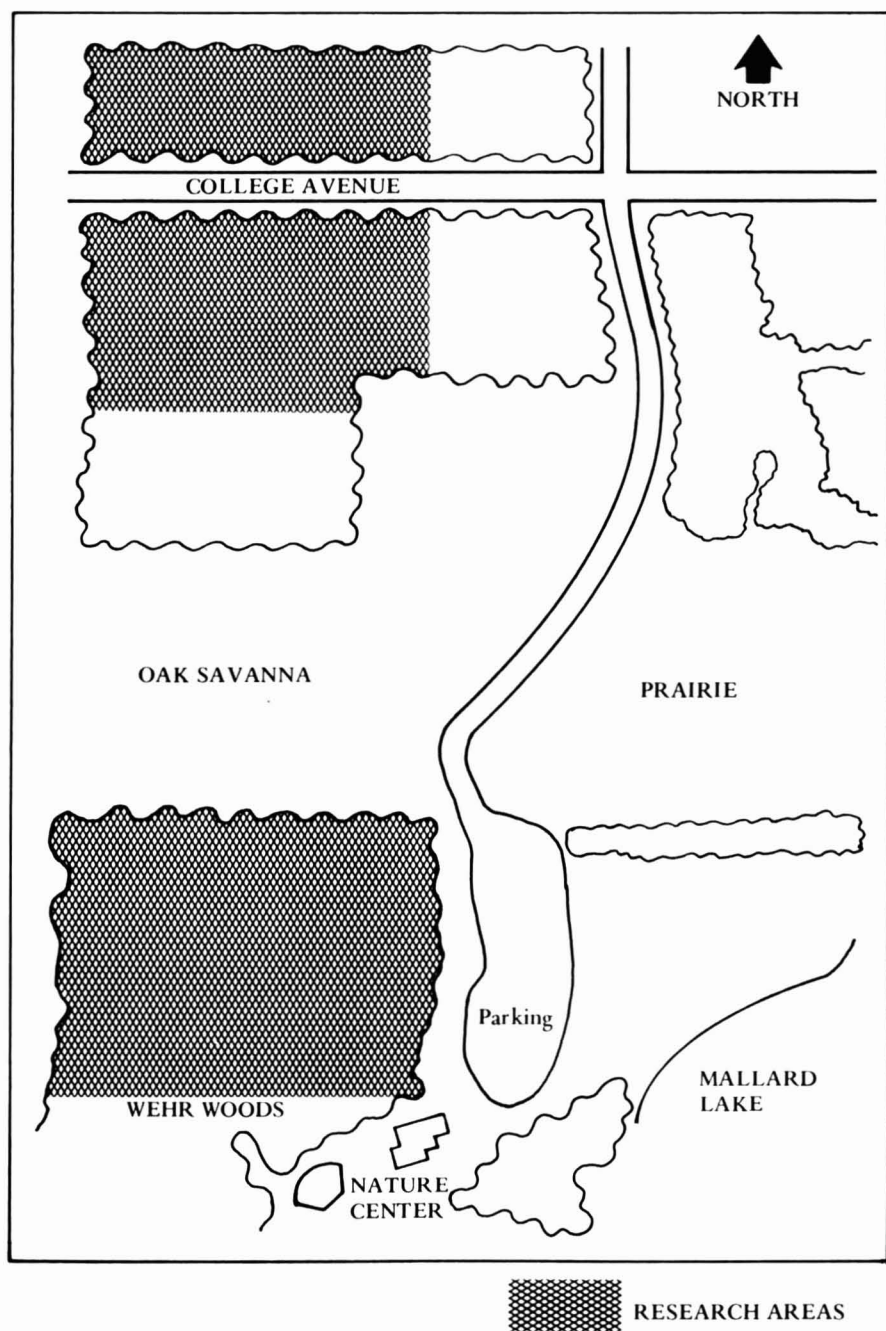 NORTH
COLLEGE AVENUE
OAK SAVANNA
PRAIRIE
Parking
MALLARD
LAKE
WEHR WOODS
NATURE
CENTER
RESEARCH AREAS